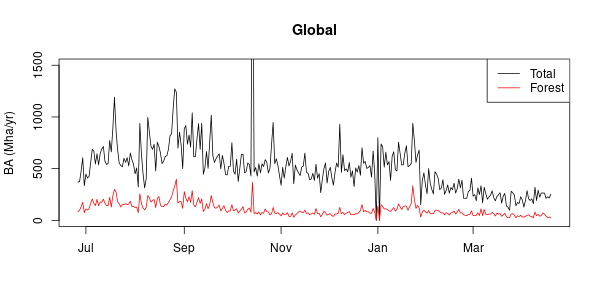 Global
BA (Mha/yr)
1500
1000
500
0
Total
Forest
Jul
Sep
Nov
Jan
Mar